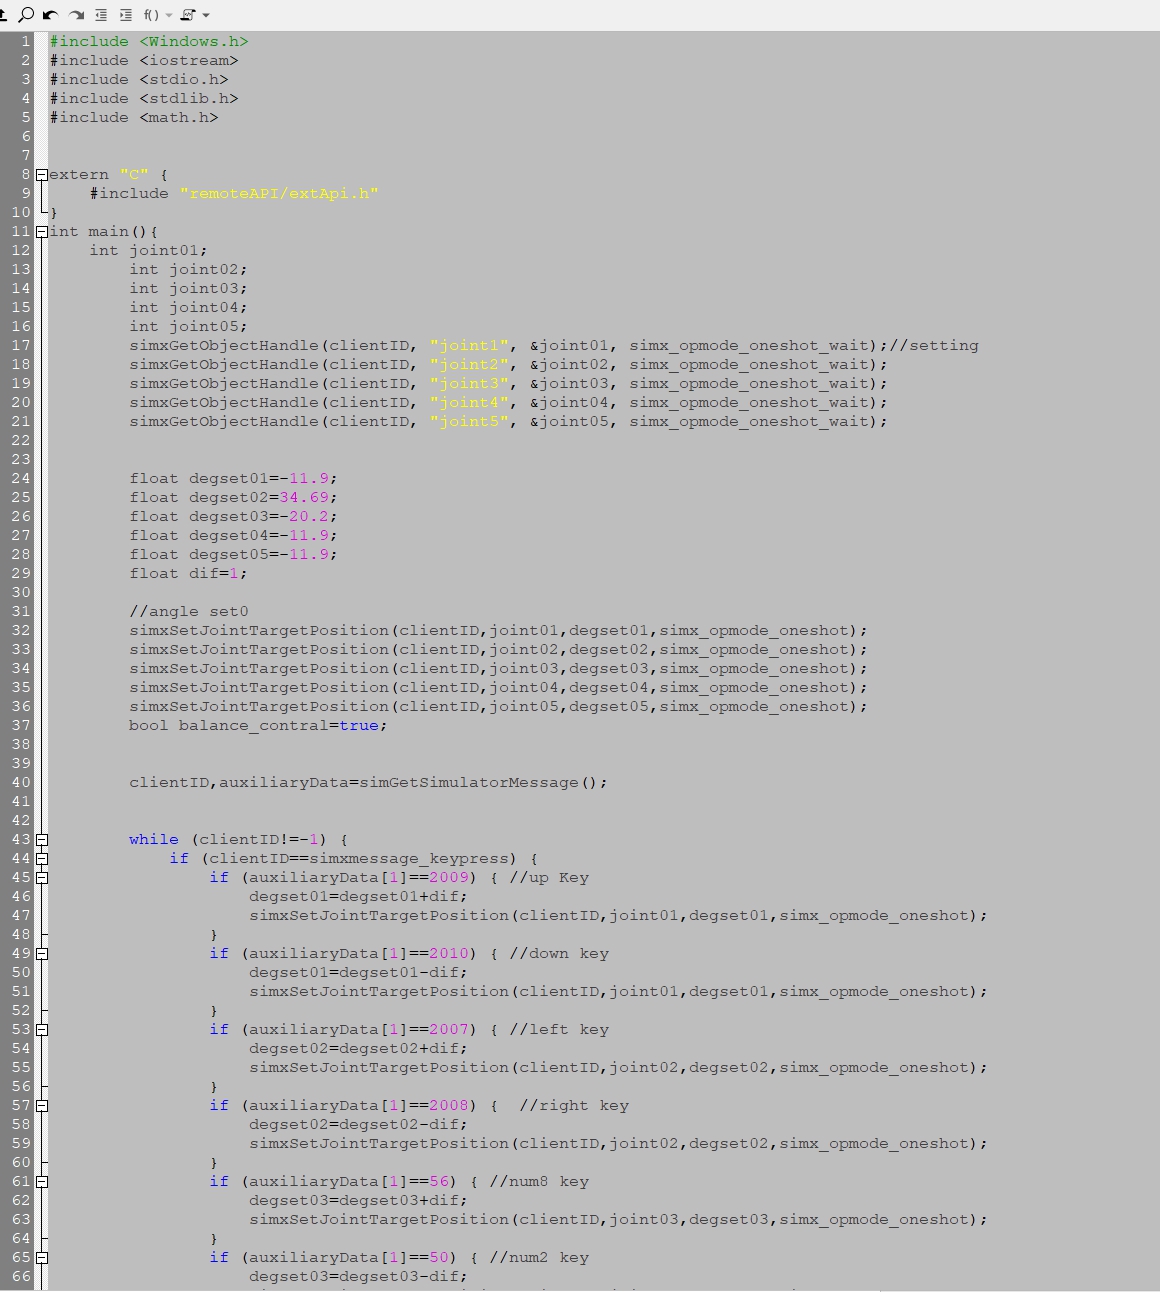 f()
1 #include <Windows.h>
2 #include <iostream>
3 #include <stdio.h>
4 #include <stdlib.h>
5 #include <math.h>
6
7
8 extern "C" {
9     #include "remoteAPI/extApi.h"
10 }
11 int main(){
12     int joint01;
13         int joint02;
14         int joint03;
15         int joint04;
16         int joint05;
17         simxGetObjectHandle(clientID, "joint1", &joint01, simx_opmode_oneshot_wait);//setting
18         simxGetObjectHandle(clientID, "joint2", &joint02, simx_opmode_oneshot_wait);
19         simxGetObjectHandle(clientID, "joint3", &joint03, simx_opmode_oneshot_wait);
20         simxGetObjectHandle(clientID, "joint4", &joint04, simx_opmode_oneshot_wait);
21         simxGetObjectHandle(clientID, "joint5", &joint05, simx_opmode_oneshot_wait);
22
23
24         float degset01=-11.9;
25         float degset02=34.69;
26         float degset03=-20.2;
27         float degset04=-11.9;
28         float degset05=-11.9;
29         float dif=1;
30
31         //angle set0
32         simxSetJointTargetPosition(clientID,joint01,degset01,simx_opmode_oneshot);
33         simxSetJointTargetPosition(clientID,joint02,degset02,simx_opmode_oneshot);
34         simxSetJointTargetPosition(clientID,joint03,degset03,simx_opmode_oneshot);
35         simxSetJointTargetPosition(clientID,joint04,degset04,simx_opmode_oneshot);
36         simxSetJointTargetPosition(clientID,joint05,degset05,simx_opmode_oneshot);
37         bool balance_contral=true;
38
39
40         clientID,auxiliaryData=simGetSimulatorMessage();
41
42
43         while (clientID!=-1) {
44             if (clientID==simxmessage_keypress) {
45                 if (auxiliaryData[1]==2009) { //up Key
46                     degset01=degset01+dif;
47                     simxSetJointTargetPosition(clientID,joint01,degset01,simx_opmode_oneshot);
48                 }
49                 if (auxiliaryData[1]==2010) { //down key
50                     degset01=degset01-dif;
51                     simxSetJointTargetPosition(clientID,joint01,degset01,simx_opmode_oneshot);
52                 }
53                 if (auxiliaryData[1]==2007) { //left key
54                     degset02=degset02+dif;
55                     simxSetJointTargetPosition(clientID,joint02,degset02,simx_opmode_oneshot);
56                 }
57                 if (auxiliaryData[1]==2008) {  //right key
58                     degset02=degset02-dif;
59                     simxSetJointTargetPosition(clientID,joint02,degset02,simx_opmode_oneshot);
60                 }
61                 if (auxiliaryData[1]==56) { //num8 key
62                     degset03=degset03+dif;
63                     simxSetJointTargetPosition(clientID,joint03,degset03,simx_opmode_oneshot);
64                 }
65                 if (auxiliaryData[1]==50) { //num2 key
66                     degset03=degset03-dif;